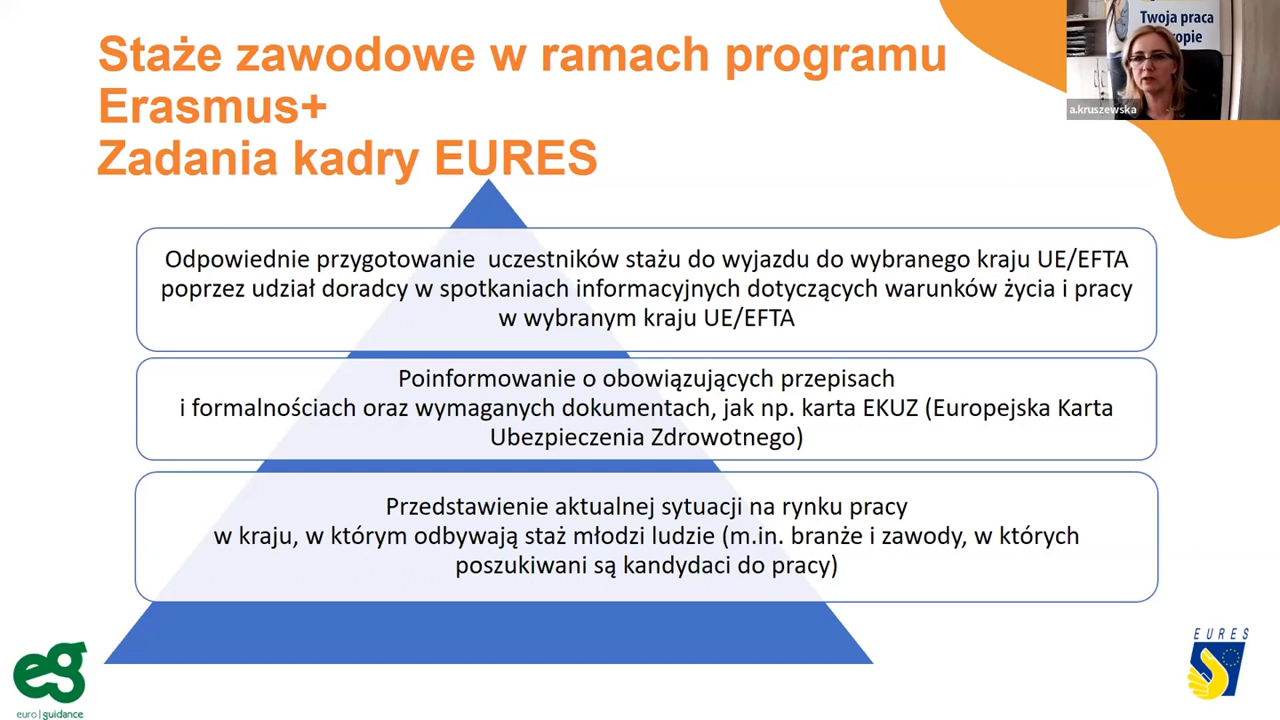 Staże zawodowe w ramach programu
Erasmus+
Zadania kadry EURES
Twoja praca
opie
a.kruszewska
Odpowiednie przygotowanie uczestników stażu do wyjazdu do wybranego kraju UE/EFTA
poprzez udział doradcy w spotkaniach informacyjnych dotyczących warunków życia i pracy
w wybranym kraju UE/EFTA
Poinformowanie o obowiązujących przepisach
i formalnościach oraz wymaganych dokumentach, jak np. karta EKUZ (Europejska Karta
Ubezpieczenia Zdrowotnego)
Przedstawienie aktualnej sytuacji na rynku pracy
w kraju, w którym odbywają staż młodzi ludzie (m.in. branże i zawody, w których
poszukiwani są kandydaci do pracy)
eg
euro|guidance
EURES